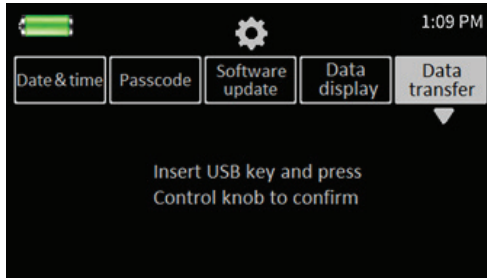 1:09 PM
Date & time
Passcode
Software
update
Data
display
Data
transfer
Insert USB key and press
Control knob to confirm